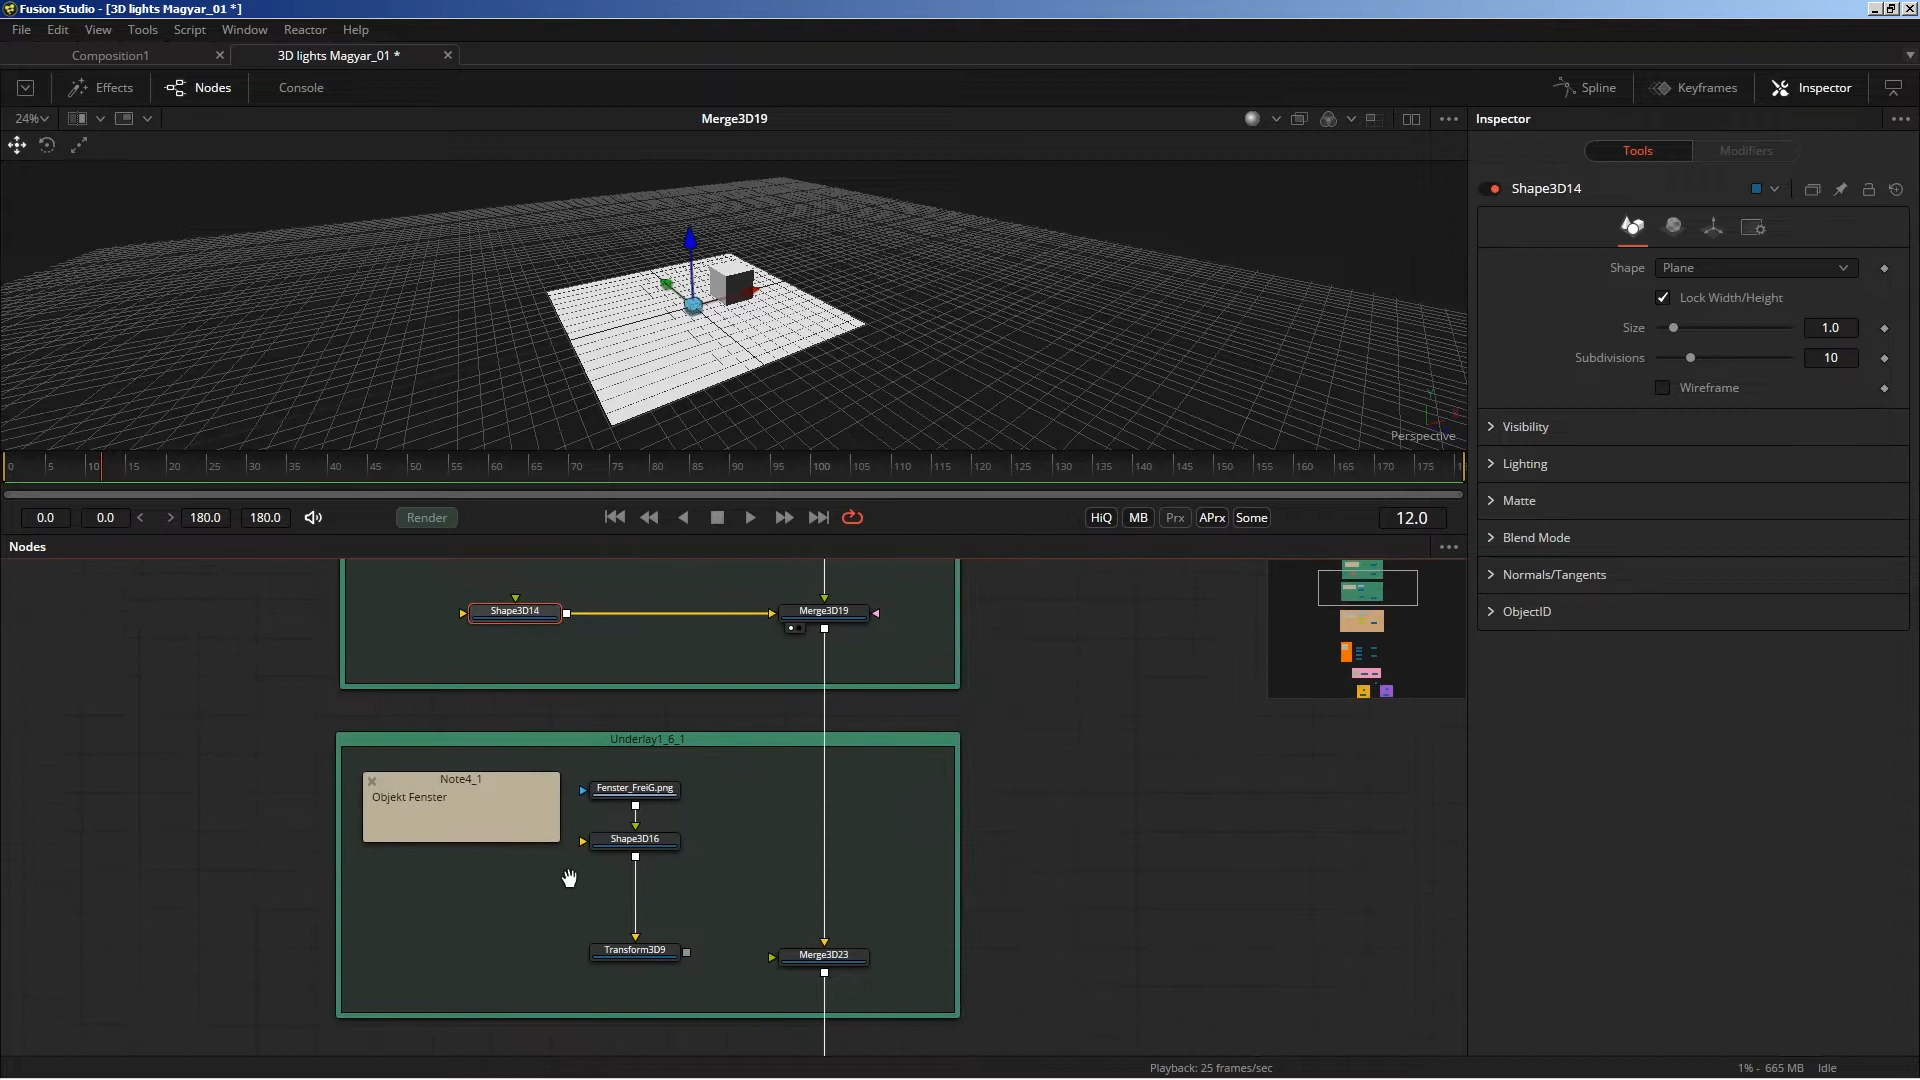 Fusion Studio - [3D lights Magyar_01 *]
File Edit View Tools Script Window Reactor Help
Composition1 3D lights Magyar_01 *
Effects Nodes Console Spline Keyframes Inspector
24% Merge3D19 Inspector
Tools Modifiers
Shape3D14
Shape Plane
Lock Width/Height
Size 1.0
Subdivisions 10
Wireframe
Visibility
Lighting
Matte
Blend Mode
Normals/Tangents
ObjectID
Perspective
0 5 10 15 20 25 30 35 40 45 50 55 60 65 70 75 80 85 90 95 100 105 110 115 120 125 130 135 140 145 150 155 160 165 170 175
0.0 0.0 180.0 180.0 Render HiQ MB Prx APrx Some 12.0
Nodes
Shape3D14 Merge3D19
Underlay1_6_1
Note4_1
Objekt Fenster
Fenster_FreiG.png
Shape3D16
Transform3D9
Merge3D23
Playback: 25 frames/sec 1% - 665 MB Idle